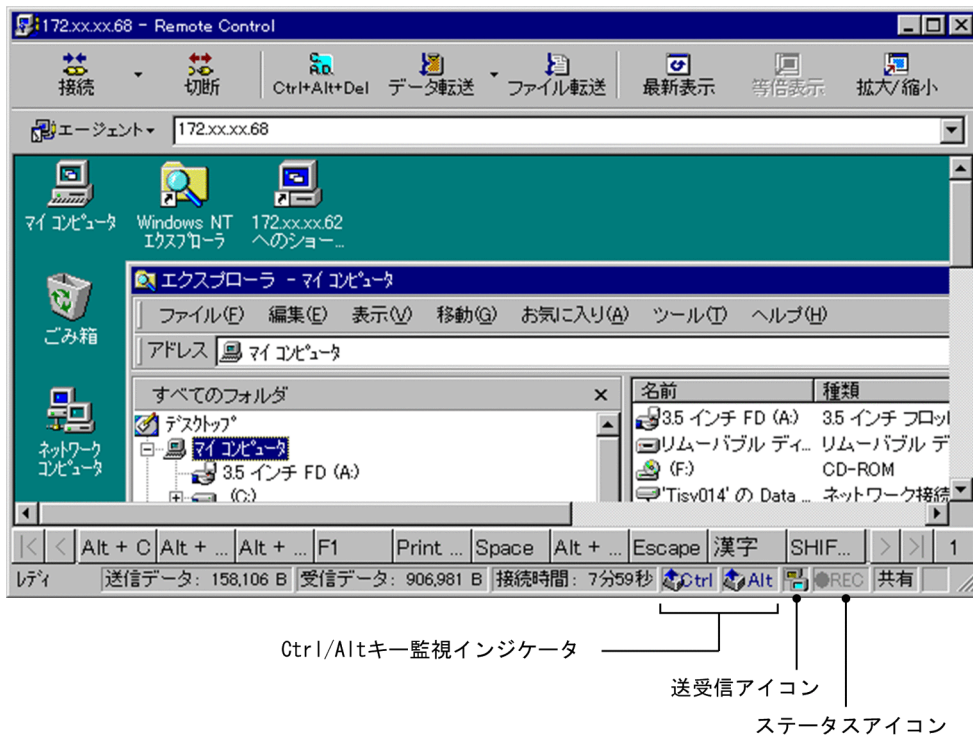 172.xx.xx.68 - Remote Control
接続 切断 Ctrl+Alt+Del データ転送 ファイル転送 最新表示 等倍表示 拡大/縮小
エージェント 172.xx.xx.68
マイ コンピュータ
Windows NT
エクスプローラ
172.xx.xx.62
へのショー...
エクスプローラ - マイ コンピュータ
ごみ箱
ファイル(F) 編集(E) 表示(V) 移動(G) お気に入り(A) ツール(T) ヘルプ(H)
アドレス マイ コンピュータ
すべてのフォルダ
名前 種類
デスクトップ
3.5 インチ FD (A:) 3.5 インチ フロッ
マイ コンピュータ
リムーバブル ディ... リムーバブル デ
ネットワーク
コンピュータ
3.5 インチ FD (A:)
(F:) CD-ROM
(C:)
'Tisv014' の Data ... ネットワーク接続
Alt + C Alt + ... Alt + ... F1 Print ... Space Alt + ... Escape 漢字 SHIF... 1
レディ 送信データ: 158,106 B 受信データ: 906,981 B 接続時間: 7分59秒 Ctrl Alt REC 共有
Ctrl/Altキー監視インジケータ
送受信アイコン
ステータスアイコン